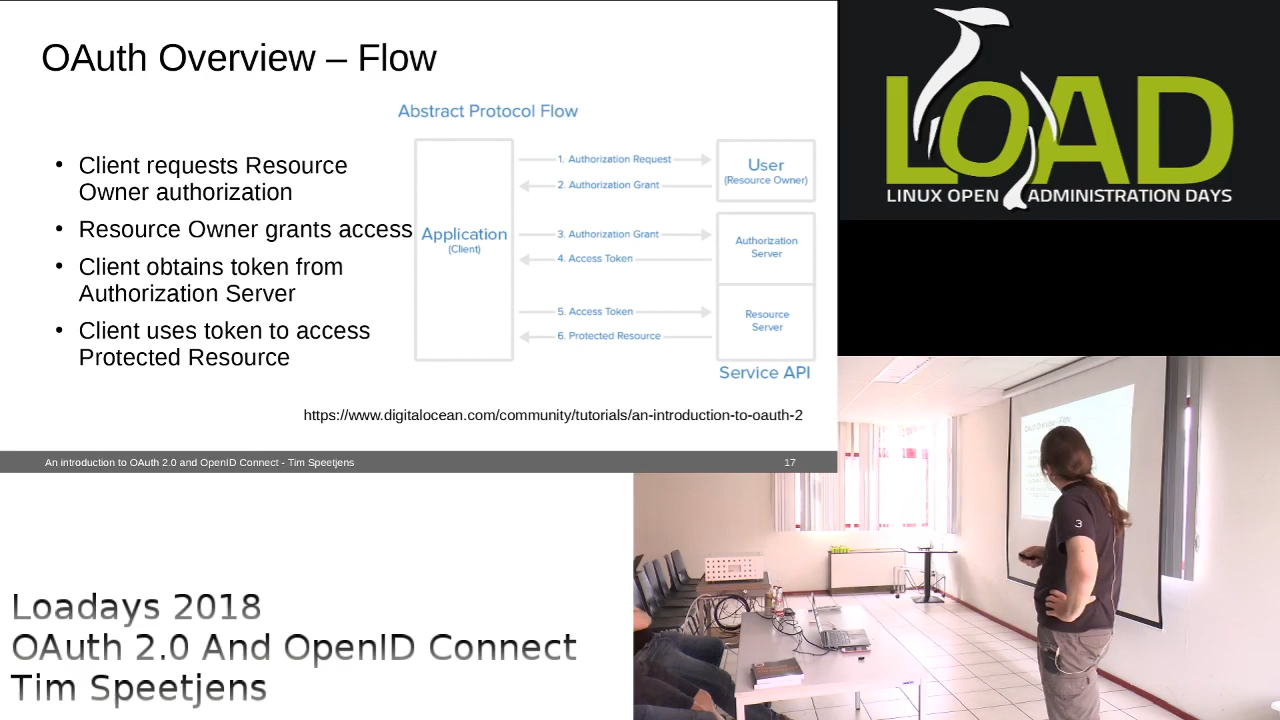 OAuth Overview – Flow
Abstract Protocol Flow
• Client requests Resource
Owner authorization
• Resource Owner grants access
• Client obtains token from
Authorization Server
• Client uses token to access
Protected Resource
Application
(Client)
1. Authorization Request
2. Authorization Grant
3. Authorization Grant
4. Access Token
5. Access Token
6. Protected Resource
User
(Resource Owner)
Authorization
Server
Resource
Server
Service API
https://www.digitalocean.com/community/tutorials/an-introduction-to-oauth-2
An introduction to OAuth 2.0 and OpenID Connect - Tim Speetjens
17
LOAD
LINUX OPEN ADMINISTRATION DAYS
3
Loadays 2018
OAuth 2.0 And OpenID Connect
Tim Speetjens